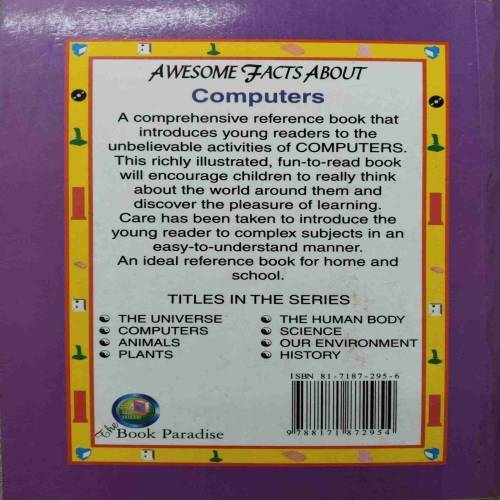 AWESOME FACTS ABOUT
Computers
A comprehensive reference book that
introduces young readers to the
unbelievable activities of COMPUTERS.
This richly illustrated, fun-to-read book
will encourage children to really think
about the world around them and
discover the pleasure of learning.
Care has been taken to introduce the
young reader to complex subjects in an
easy-to-understand manner.
An ideal reference book for home and
school.
TITLES IN THE SERIES
THE UNIVERSE
COMPUTERS
ANIMALS
PLANTS
THE HUMAN BODY
SCIENCE
OUR ENVIRONMENT
HISTORY
ISBN 81-7187-295-6
9 788171 872954
The Book Paradise